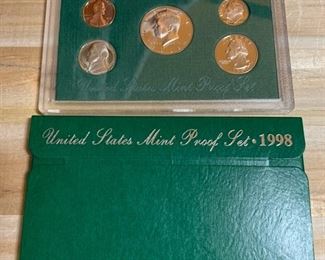 United States Mint Proof Set
United States Mint Proof Set • 1998